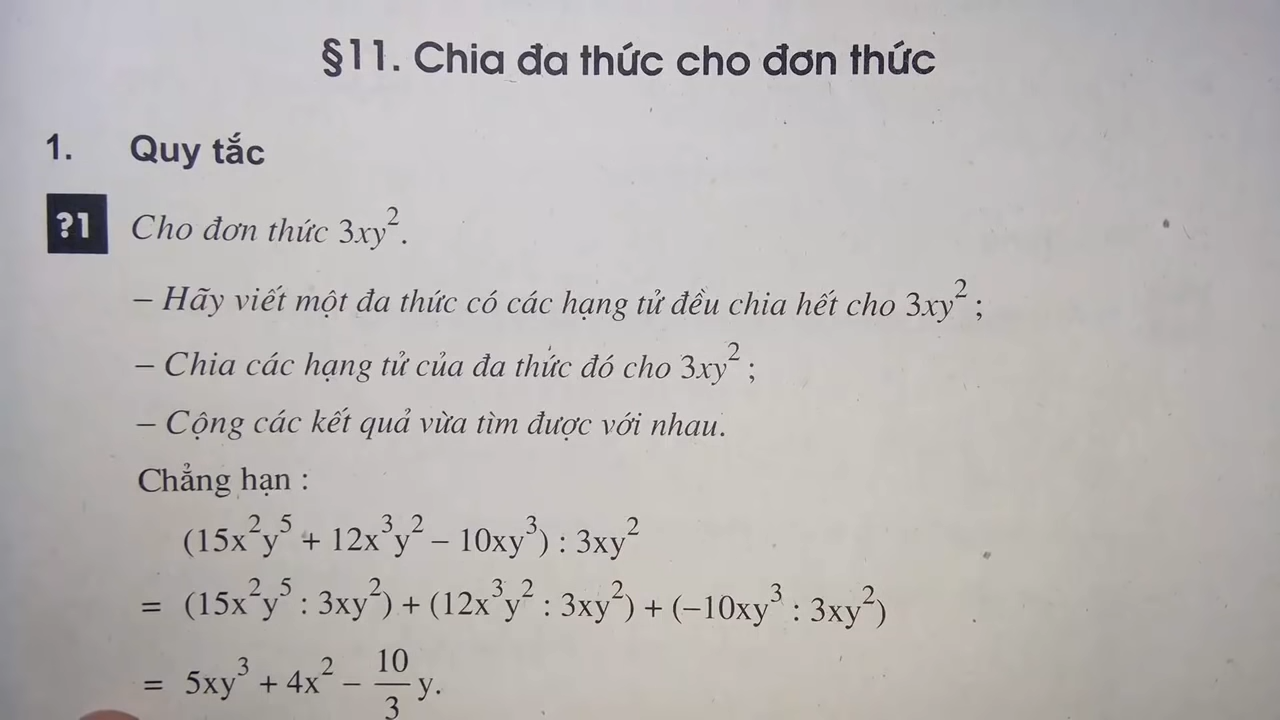 §11. Chia đa thức cho đơn thức
1. Quy tắc
?1 Cho đơn thức 3xy².
– Hãy viết một đa thức có các hạng tử đều chia hết cho 3xy² ;
– Chia các hạng tử của đa thức đó cho 3xy² ;
– Cộng các kết quả vừa tìm được với nhau.
Chẳng hạn :
(15x²y⁵ + 12x³y² – 10xy³) : 3xy²
= (15x²y⁵ : 3xy²) + (12x³y² : 3xy²) + (–10xy³ : 3xy²)
= 5xy³ + 4x² – 10/3 y.